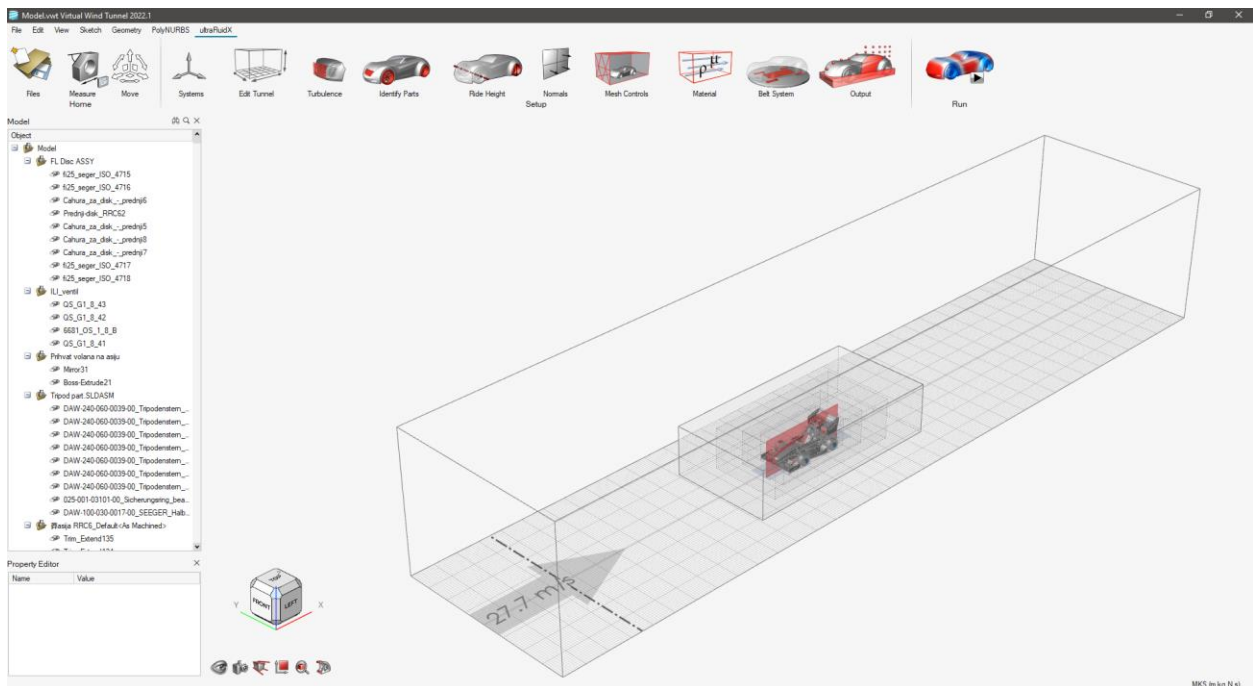 Model.vwt Virtual Wind Tunnel 2022.1
File Edit View Sketch Geometry PolyNURBS ultraFluidX
Files Measure Move Systems Edit Tunnel Turbulence Identify Parts Ride Height Normals Mesh Controls Material Belt System Output
Home Setup Run
Model
Object
Model
FL Disc ASSY
fi25_seger_ISO_4715
fi25_seger_ISO_4716
Cahura_za_disk_-_prednji6
Prednji-disk_RRC62
Cahura_za_disk_-_prednji5
Cahura_za_disk_-_prednji8
Cahura_za_disk_-_prednji7
fi25_seger_ISO_4717
fi25_seger_ISO_4718
ILI_ventil
QS_G1_8_43
QS_G1_8_42
6681_OS_1_8_B
QS_G1_8_41
Prihvat volana na asiju
Mirror31
Boss-Extrude21
Tripod part.SLDASM
DAW-240-060-0039-00_Tripodenstern_...
DAW-240-060-0039-00_Tripodenstern_...
DAW-240-060-0039-00_Tripodenstern_...
DAW-240-060-0039-00_Tripodenstern_...
DAW-240-060-0039-00_Tripodenstern_...
DAW-240-060-0039-00_Tripodenstern_...
DAW-240-060-0039-00_Tripodenstern_...
025-001-03101-00_Sicherungsring_bea...
DAW-100-030-0017-00_SEEGER_Halb...
RRC6_Default<As Machined>
Trim_Extend135
Property Editor
Name Value
TOP
FRONT LEFT
Y X
27.7 m/s
MKS (m kg N s)